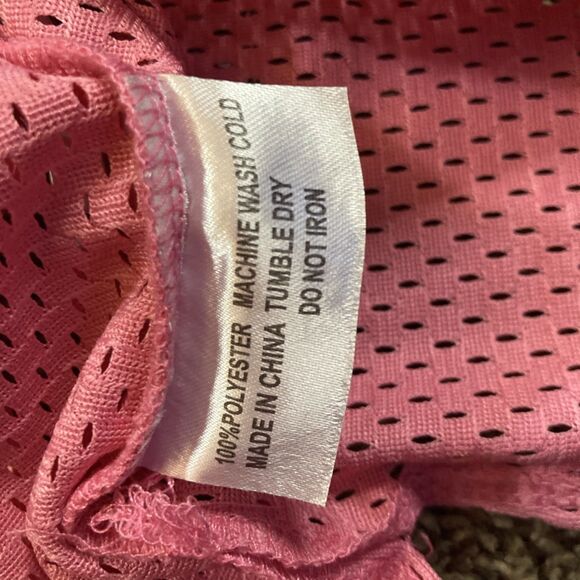 100%POLYESTER MACHINE WASH COLD
MADE IN CHINA TUMBLE DRY
DO NOT IRON